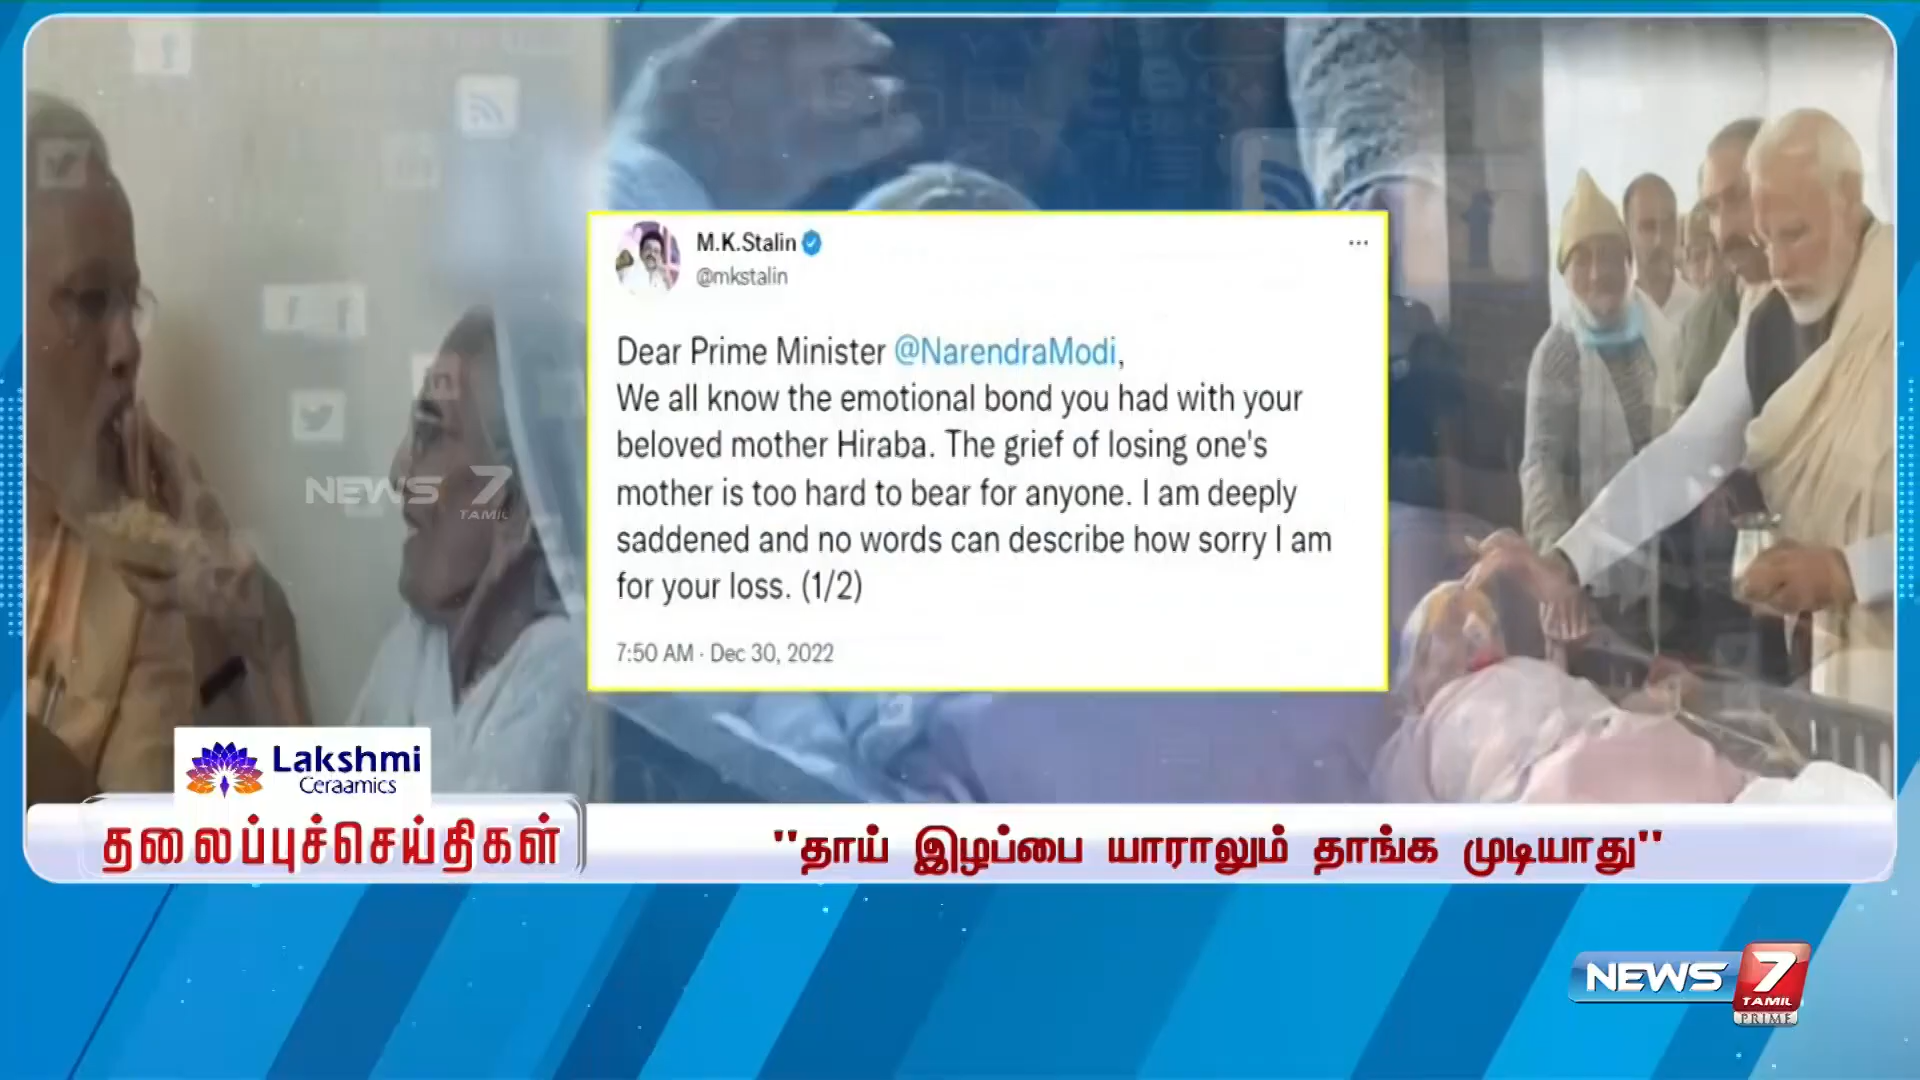 M.K.Stalin
@mkstalin
Dear Prime Minister @NarendraModi,
We all know the emotional bond you had with your
beloved mother Hiraba. The grief of losing one's
mother is too hard to bear for anyone. I am deeply
saddened and no words can describe how sorry I am
for your loss. (1/2)
7:50 AM · Dec 30, 2022
NEWS 7
TAMIL
Lakshmi
Ceraamics
தலைப்புச்செய்திகள்
"தாய் இழப்பை யாராலும் தாங்க முடியாது"
NEWS 7
TAMIL
PRIME